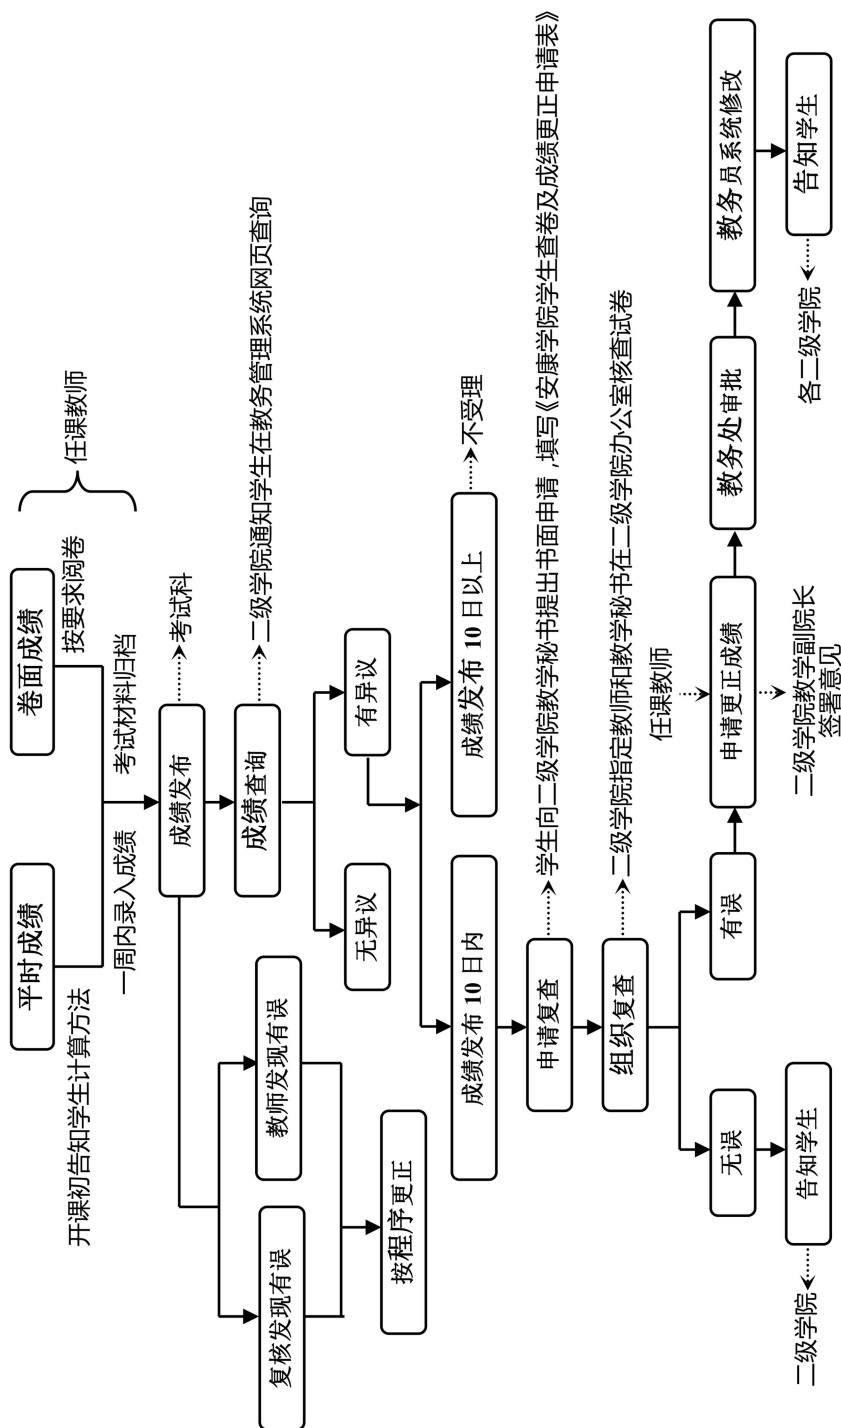 平时成绩
卷面成绩
任课教师
开课初告知学生计算方法
按要求阅卷
一周内录入成绩
考试材料归档
成绩发布
考试科
成绩查询
二级学院通知学生在教务管理系统网页查询
复核发现有误
教师发现有误
无异议
有异议
按程序更正
成绩发布 10 日内
成绩发布 10 日以上
不受理
申请复查
学生向二级学院教学秘书提出书面申请,填写《安康学院学生查卷及成绩更正申请表》
组织复查
二级学院指定教师和教学秘书在二级学院办公室核查试卷
任课教师
无误
有误
申请更正成绩
教务处审批
教务员系统修改
二级学院
告知学生
二级学院教学副院长
签署意见
各二级学院
告知学生